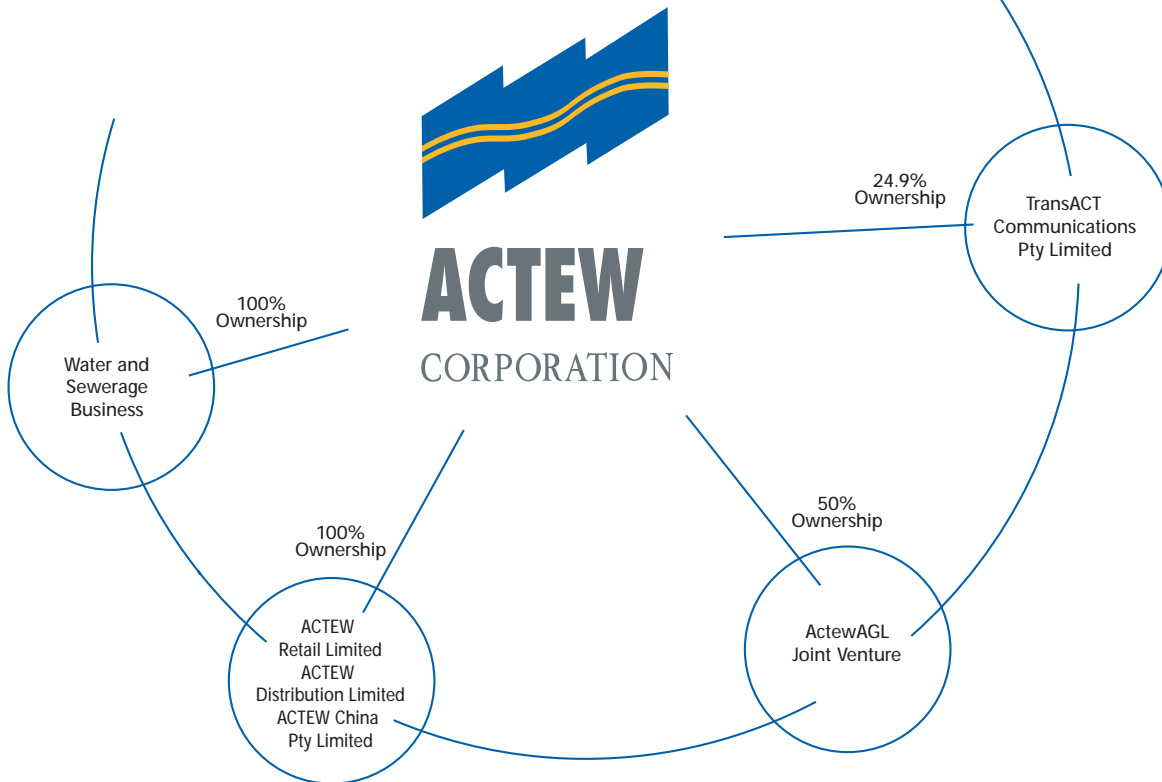 24.9%
Ownership
TransACT
Communications
Pty Limited
ACTEW
CORPORATION
100%
Ownership
Water and
Sewerage
Business
50%
Ownership
100%
Ownership
ACTEW
Retail Limited
ACTEW
Distribution Limited
ACTEW China
Pty Limited
ActewAGL
Joint Venture